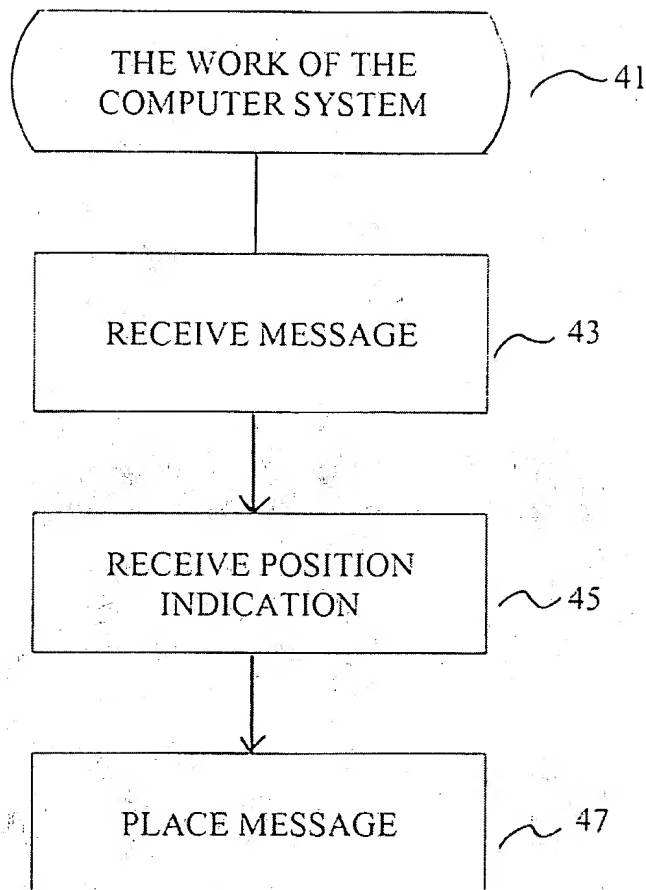 THE WORK OF THE
COMPUTER SYSTEM
41
RECEIVE MESSAGE
43
RECEIVE POSITION
INDICATION
45
PLACE MESSAGE
47